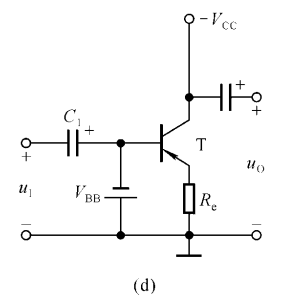 −V_CC
C_1
+
+
+
+
T
u_I
V_BB
R_e
u_O
−
−
(d)